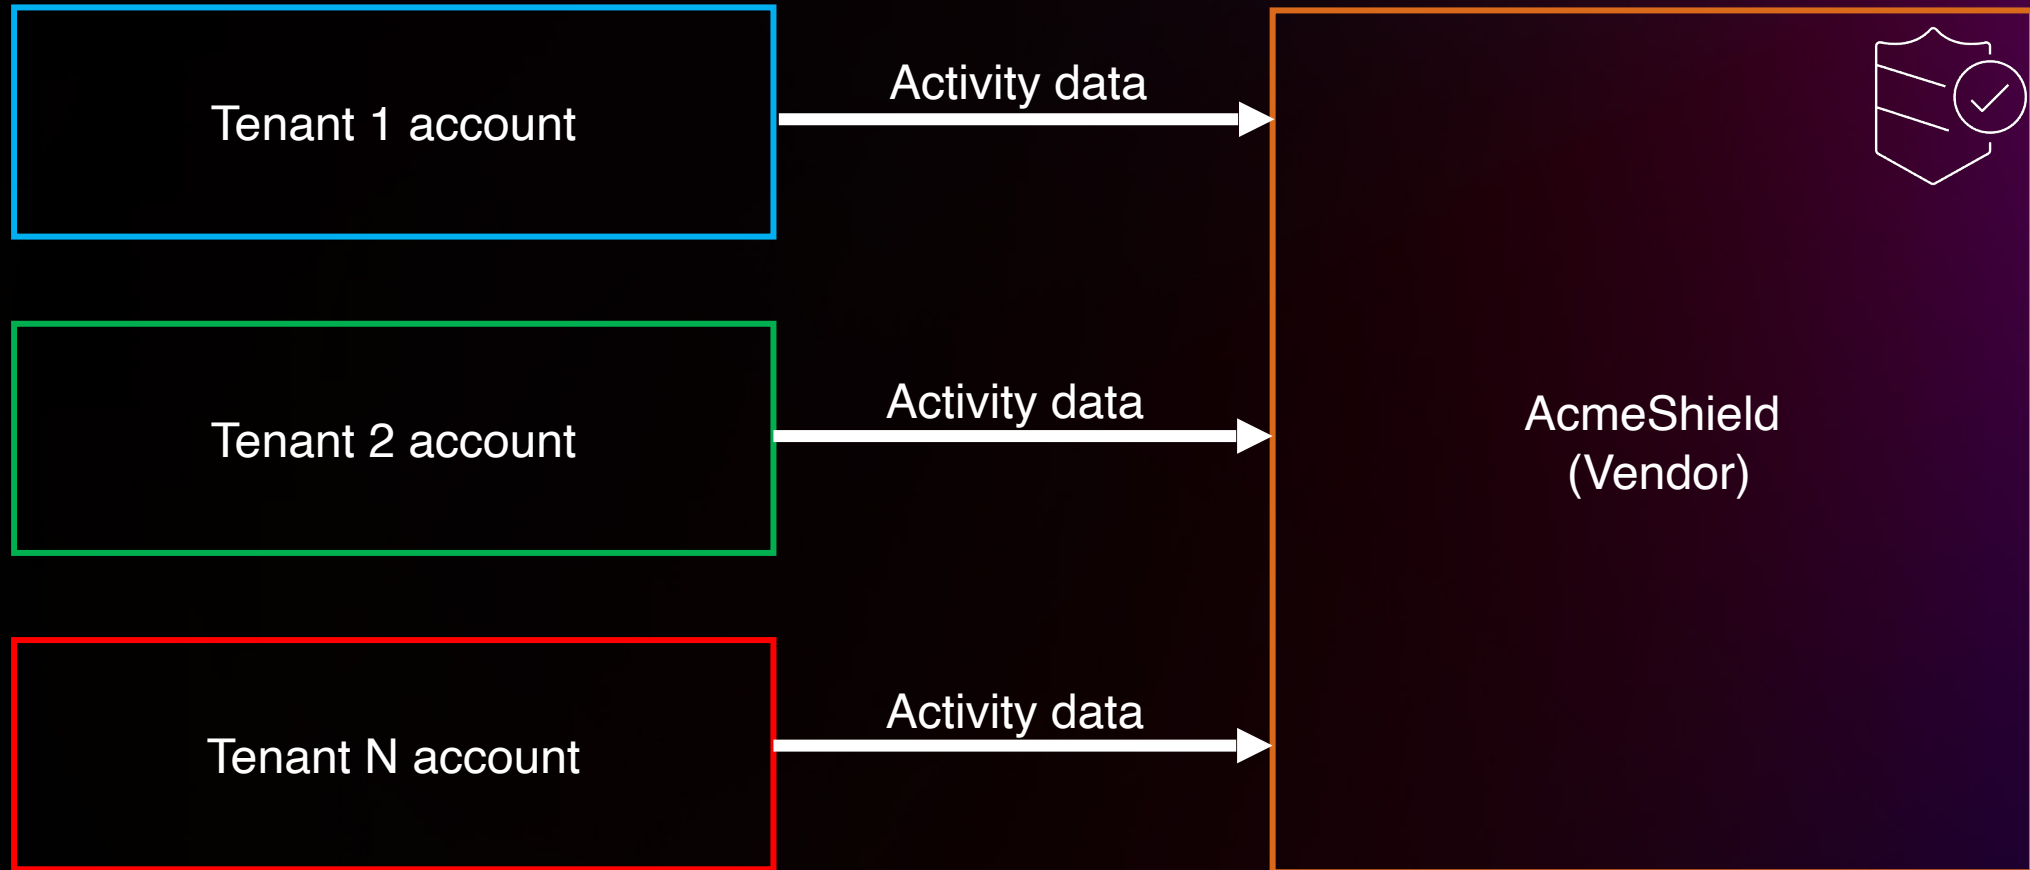 Tenant 1 account
Activity data
Tenant 2 account
Activity data
AcmeShield
(Vendor)
Tenant N account
Activity data